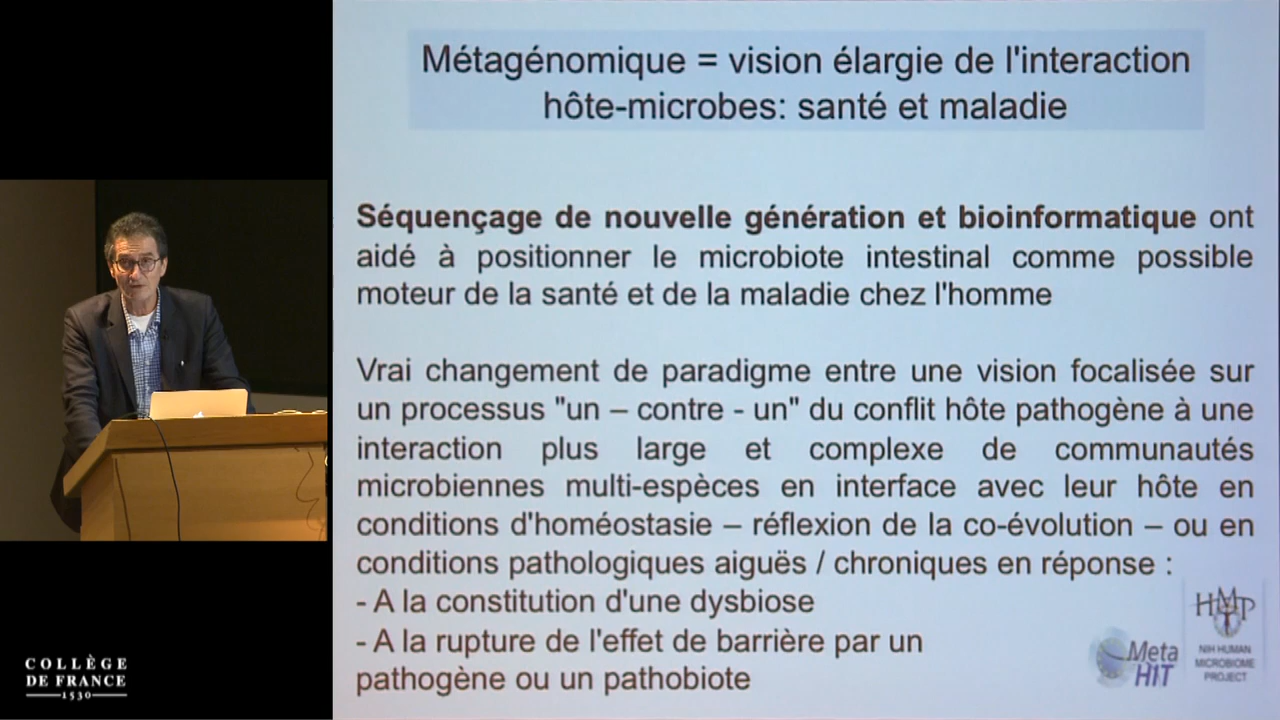 Métagénomique = vision élargie de l'interaction
hôte-microbes: santé et maladie
Séquençage de nouvelle génération et bioinformatique ont
aidé à positionner le microbiote intestinal comme possible
moteur de la santé et de la maladie chez l'homme
Vrai changement de paradigme entre une vision focalisée sur
un processus "un – contre - un" du conflit hôte pathogène à une
interaction plus large et complexe de communautés
microbiennes multi-espèces en interface avec leur hôte en
conditions d'homéostasie – réflexion de la co-évolution – ou en
conditions pathologiques aiguës / chroniques en réponse :
- A la constitution d'une dysbiose
- A la rupture de l'effet de barrière par un
pathogène ou un pathobiote
Meta
HIT
HMP
NIH HUMAN
MICROBIOME
PROJECT
COLLÈGE
DE FRANCE
1530